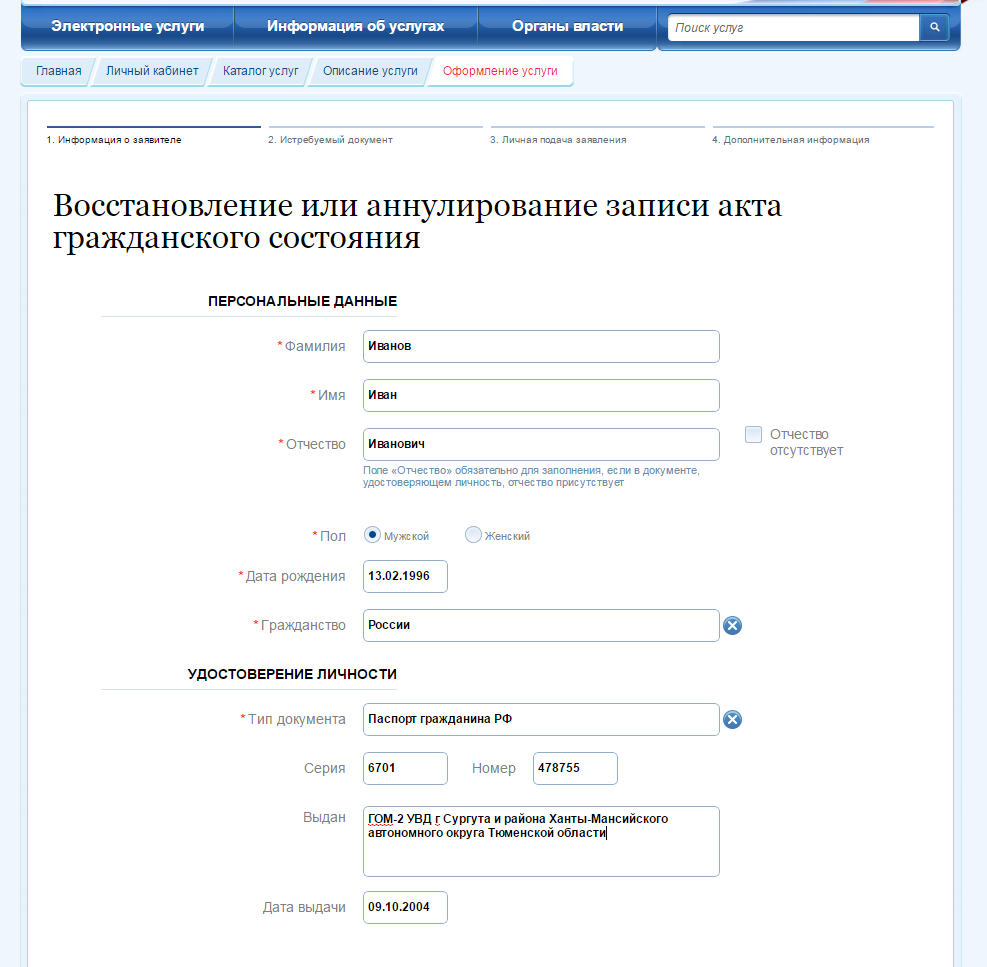 Электронные услуги Информация об услугах Органы власти Поиск услуг
Главная Личный кабинет Каталог услуг Описание услуги Оформление услуги
1. Информация о заявителе 2. Истребуемый документ 3. Личная подача заявления 4. Дополнительная информация
Восстановление или аннулирование записи акта
гражданского состояния
ПЕРСОНАЛЬНЫЕ ДАННЫЕ
*Фамилия Иванов
*Имя Иван
*Отчество Иванович Отчество
отсутствует
Поле «Отчество» обязательно для заполнения, если в документе,
удостоверяющем личность, отчество присутствует
*Пол Мужской Женский
*Дата рождения 13.02.1996
*Гражданство России
УДОСТОВЕРЕНИЕ ЛИЧНОСТИ
*Тип документа Паспорт гражданина РФ
Серия 6701 Номер 478755
Выдан ГОМ-2 УВД г Сургута и района Ханты-Мансийского
автономного округа Тюменской области
Дата выдачи 09.10.2004